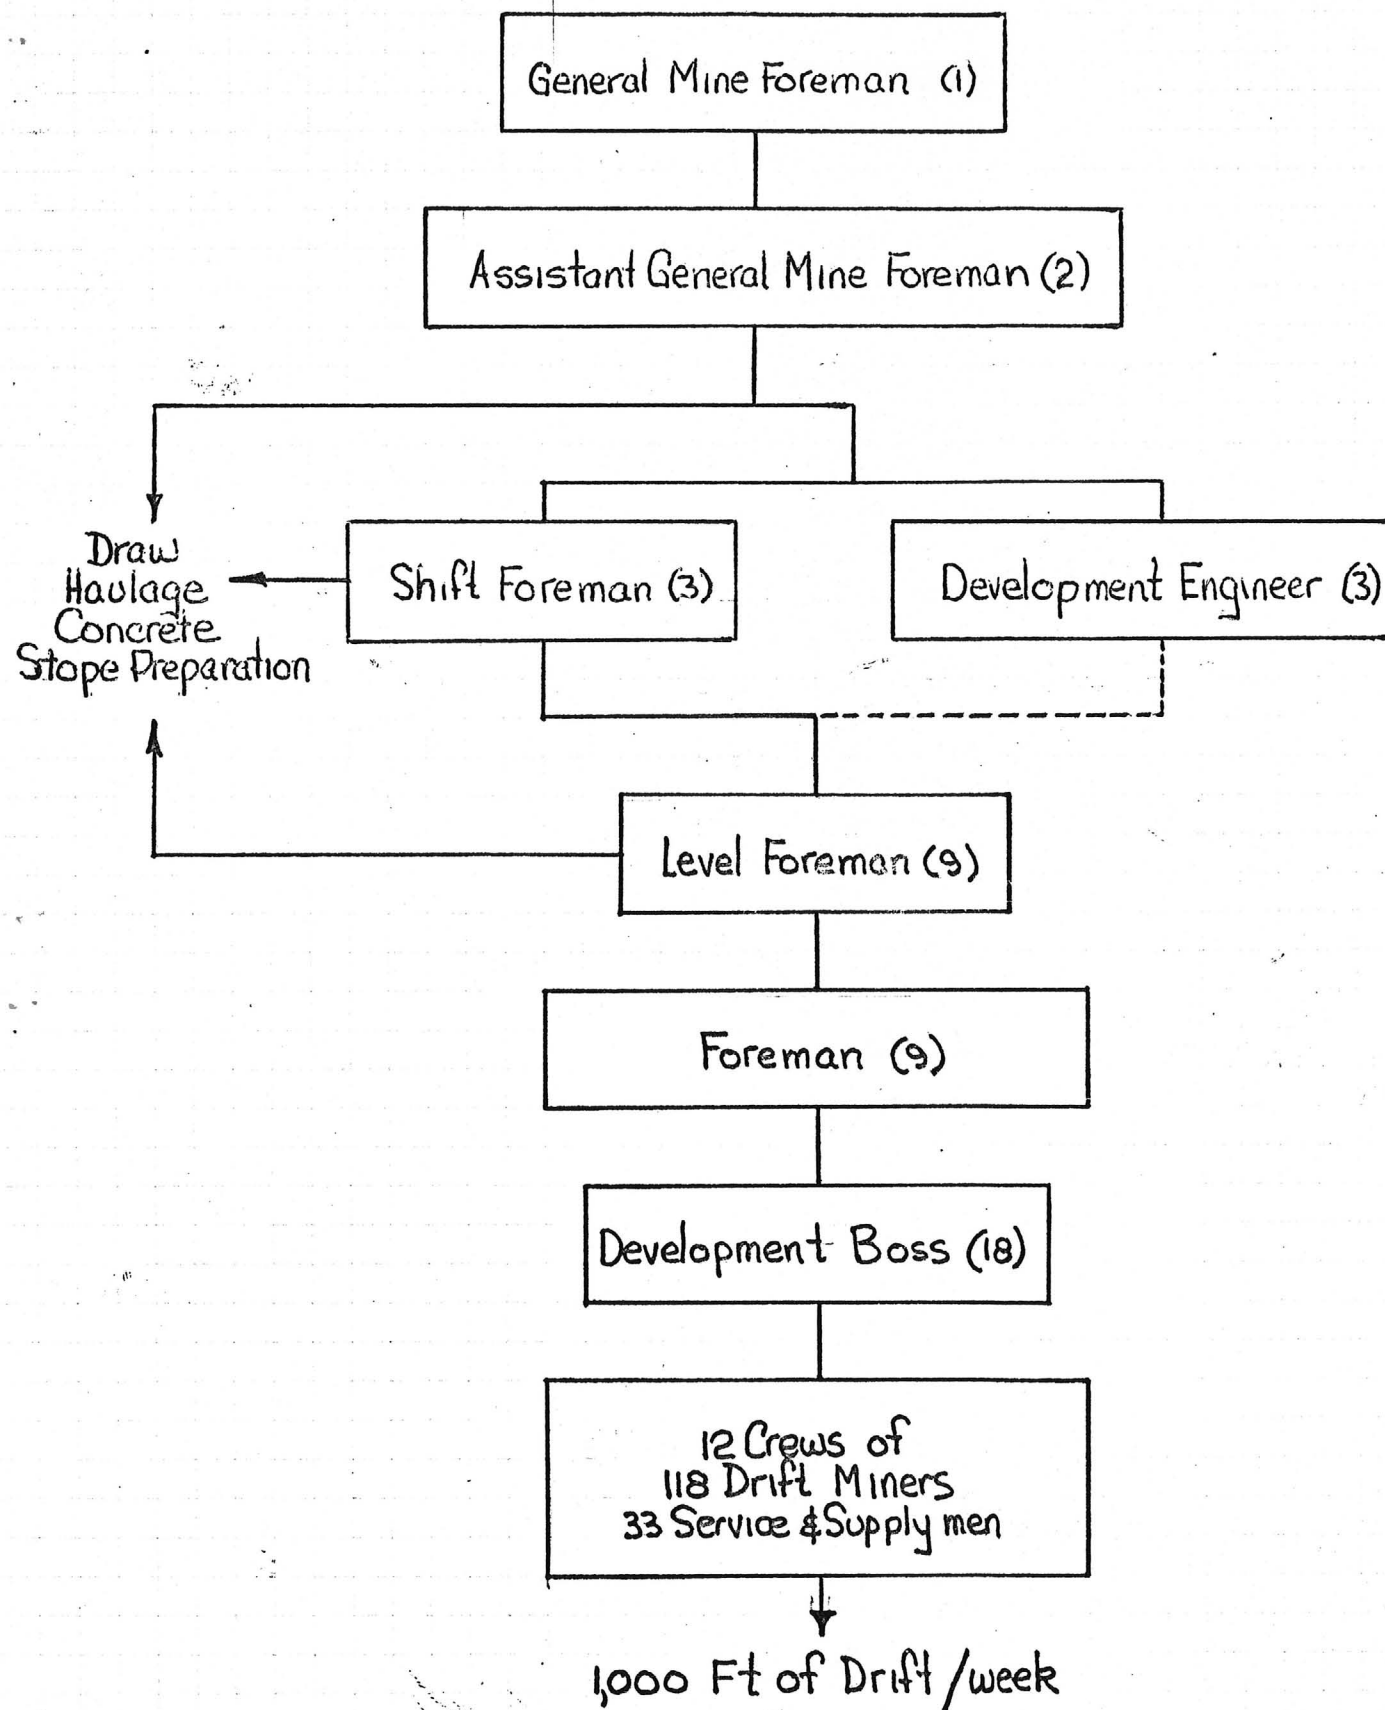 General Mine Foreman (1)
Assistant General Mine Foreman (2)
Draw
Haulage
Concrete
Stope Preparation
Shift Foreman (3)
Development Engineer (3)
Level Foreman (9)
Foreman (9)
Development Boss (18)
12 Crews of
118 Drift Miners
33 Service & Supply men
1,000 Ft of Drift/week